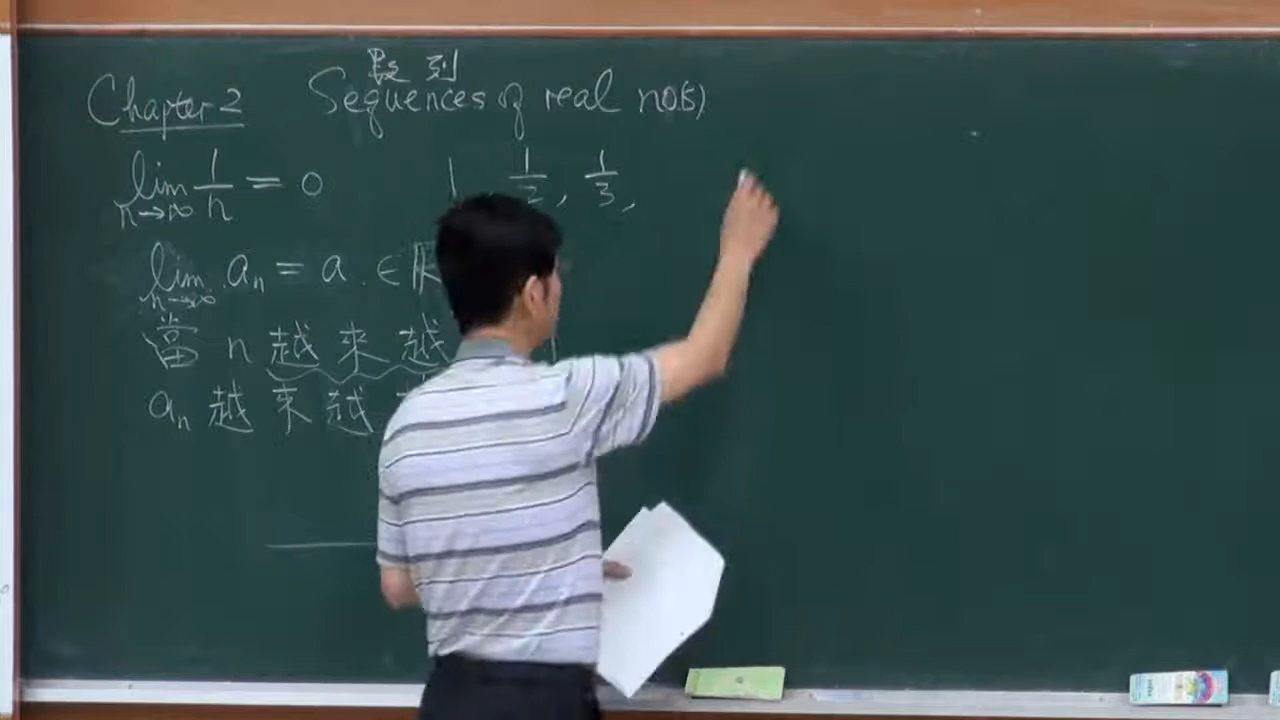 列
Chapter 2 Sequences of real no(s)
lim n→∞ 1/n = 0 1, 1/2, 1/3,
lim n→∞ aₙ = a ∈ ℝ
當 n 越來越
aₙ 越來越